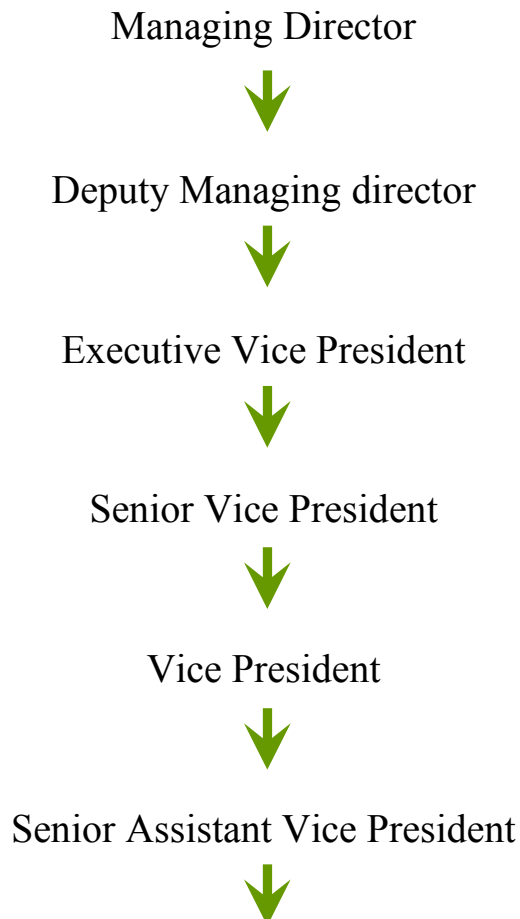 Managing Director
Deputy Managing director
Executive Vice President
Senior Vice President
Vice President
Senior Assistant Vice President